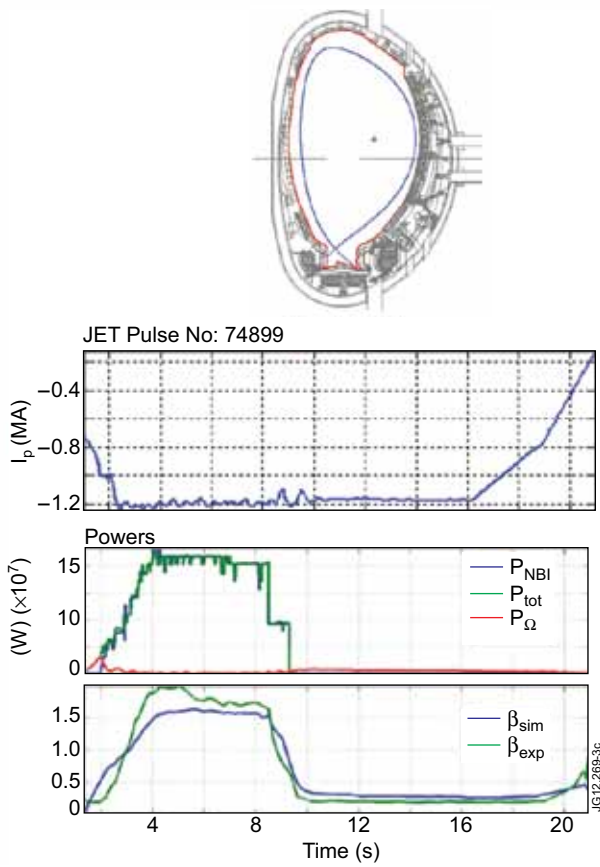 JET Pulse No: 74899
Ip (MA)
−0.4
−0.8
−1.2
Powers
(W) (×10⁷)
15
10
0
PNBI
Ptot
PΩ
1.5
1.0
0.5
0
βsim
βexp
4
8
12
16
20
Time (s)
JG12.269-3c